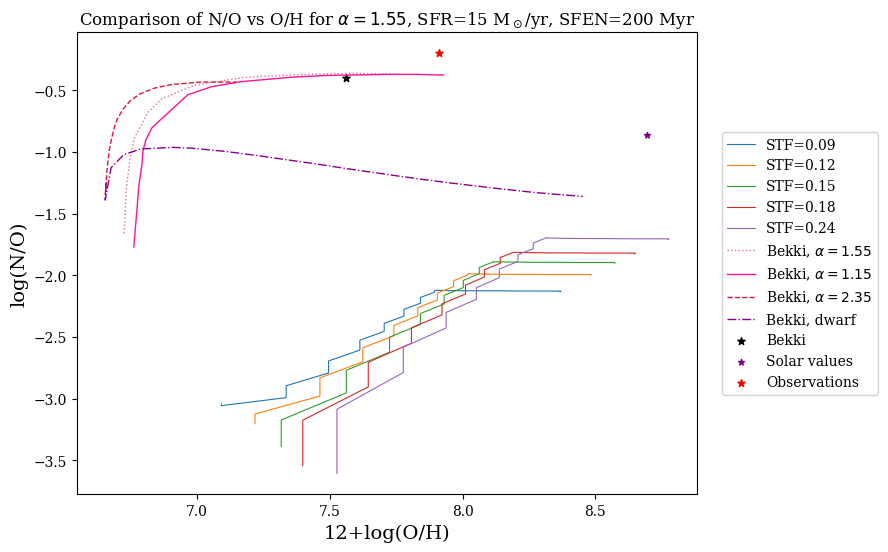 Comparison of N/O vs O/H for α = 1.55, SFR=15 M_⊙/yr, SFEN=200 Myr
log(N/O)
−0.5
−1.0
−1.5
−2.0
−2.5
−3.0
−3.5
7.0 7.5 8.0 8.5
12+log(O/H)
STF=0.09
STF=0.12
STF=0.15
STF=0.18
STF=0.24
Bekki, α = 1.55
Bekki, α = 1.15
Bekki, α = 2.35
Bekki, dwarf
Bekki
Solar values
Observations